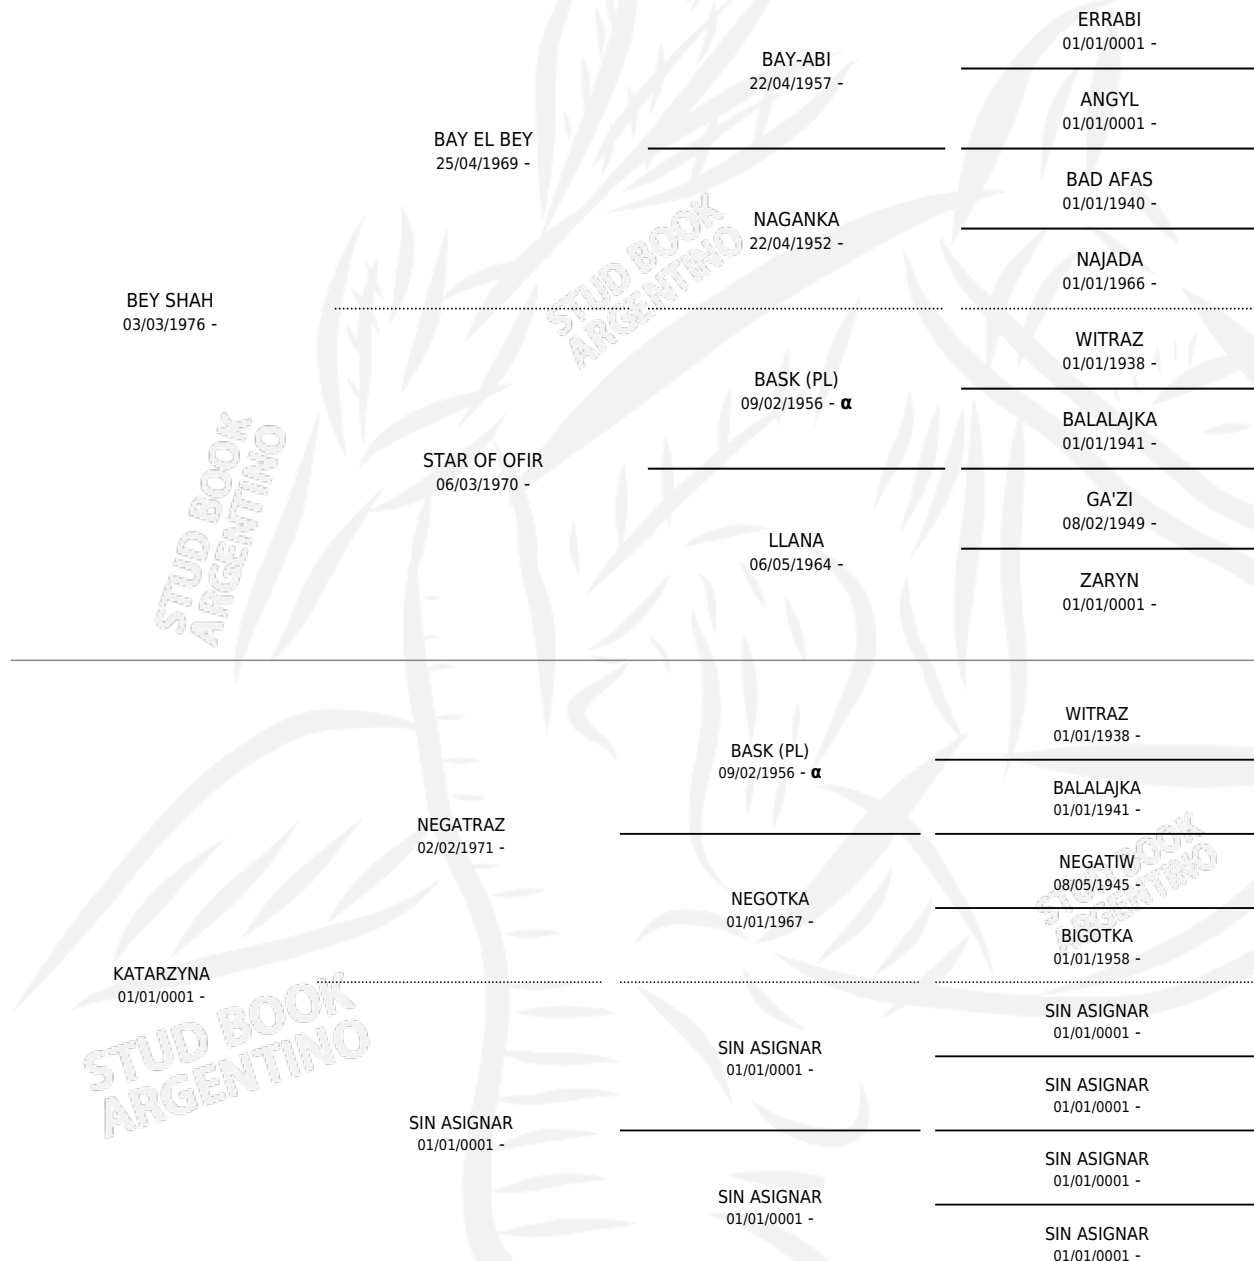 ERRABI
01/01/0001 -
BAY-ABI
22/04/1957 -
ANGYL
01/01/0001 -
BAY EL BEY
25/04/1969 -
BAD AFAS
01/01/1940 -
NAGANKA
22/04/1952 -
NAJADA
01/01/1966 -
BEY SHAH
03/03/1976 -
WITRAZ
01/01/1938 -
BASK (PL)
09/02/1956 - α
BALALAJKA
01/01/1941 -
STAR OF OFIR
06/03/1970 -
GA'ZI
08/02/1949 -
LLANA
06/05/1964 -
ZARYN
01/01/0001 -
STUD BOOK
ARGENTINO
STUD BOOK
ARGENTINO
WITRAZ
01/01/1938 -
BASK (PL)
09/02/1956 - α
BALALAJKA
01/01/1941 -
NEGATRAZ
02/02/1971 -
NEGATIW
08/05/1945 -
NEGOTKA
01/01/1967 -
BIGOTKA
01/01/1958 -
KATARZYNA
01/01/0001 -
SIN ASIGNAR
01/01/0001 -
SIN ASIGNAR
01/01/0001 -
SIN ASIGNAR
01/01/0001 -
SIN ASIGNAR
01/01/0001 -
SIN ASIGNAR
01/01/0001 -
SIN ASIGNAR
01/01/0001 -
SIN ASIGNAR
01/01/0001 -
STUD BOOK
ARGENTINO
STUD BOOK
ARGENTINO